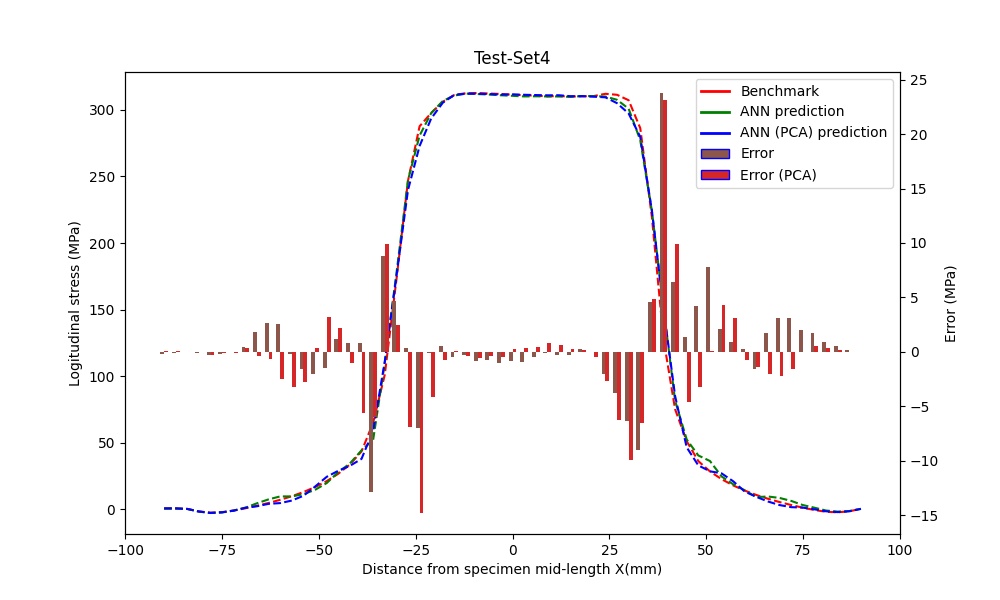 Test-Set4
Benchmark
ANN prediction
ANN (PCA) prediction
Error
Error (PCA)
Logitudinal stress (MPa)
300
250
200
150
100
50
0
Error (MPa)
25
20
15
10
5
0
−5
−10
−15
−100 −75 −50 −25 0 25 50 75 100
Distance from specimen mid-length X(mm)